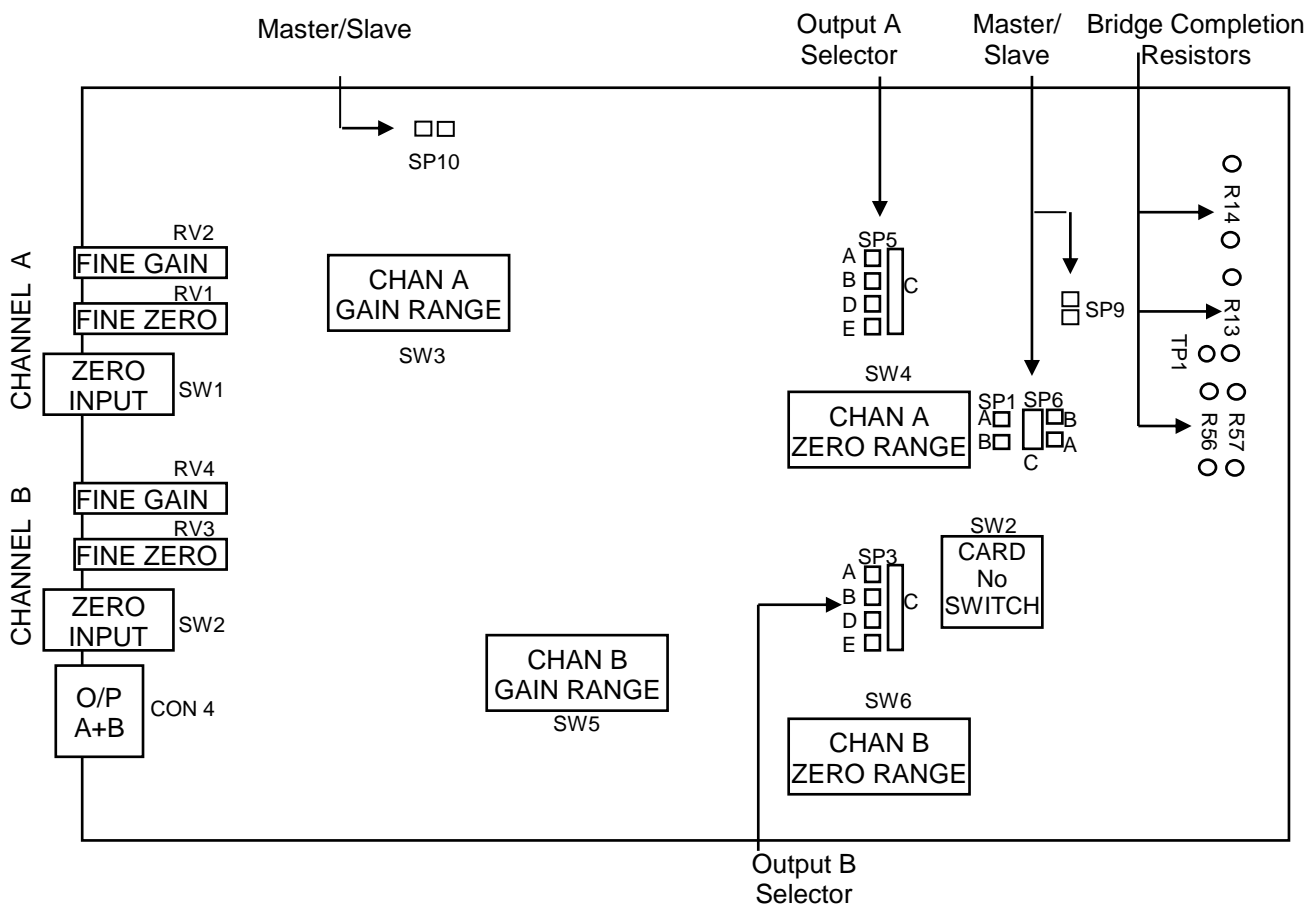 Master/Slave
Output A
Selector
Master/
Slave
Bridge Completion
Resistors
SP10
CHANNEL A
RV2
FINE GAIN
RV1
FINE ZERO
ZERO
INPUT
SW1
CHAN A
GAIN RANGE
SW3
SP5
A
B
D
E
C
SP9
R14
R13
TP1
R56
R57
SW4
CHAN A
ZERO RANGE
SP1
A
B
SP6
B
A
C
CHANNEL B
RV4
FINE GAIN
RV3
FINE ZERO
ZERO
INPUT
SW2
O/P
A+B
CON 4
CHAN B
GAIN RANGE
SW5
SP3
A
B
D
E
C
SW2
CARD
No
SWITCH
SW6
CHAN B
ZERO RANGE
Output B
Selector